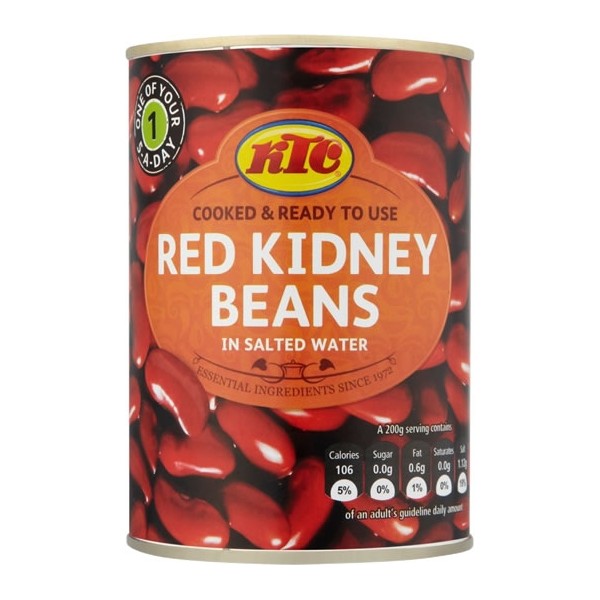 ONE OF YOUR
1
5-A-DAY
KTC
COOKED & READY TO USE
RED KIDNEY
BEANS
IN SALTED WATER
ESSENTIAL INGREDIENTS SINCE 1972
A 200g serving contains
Calories Sugar Fat Saturates Salt
106 0.0g 0.6g 0.0g
5% 0% 1% 0%
of an adult's guideline daily amount